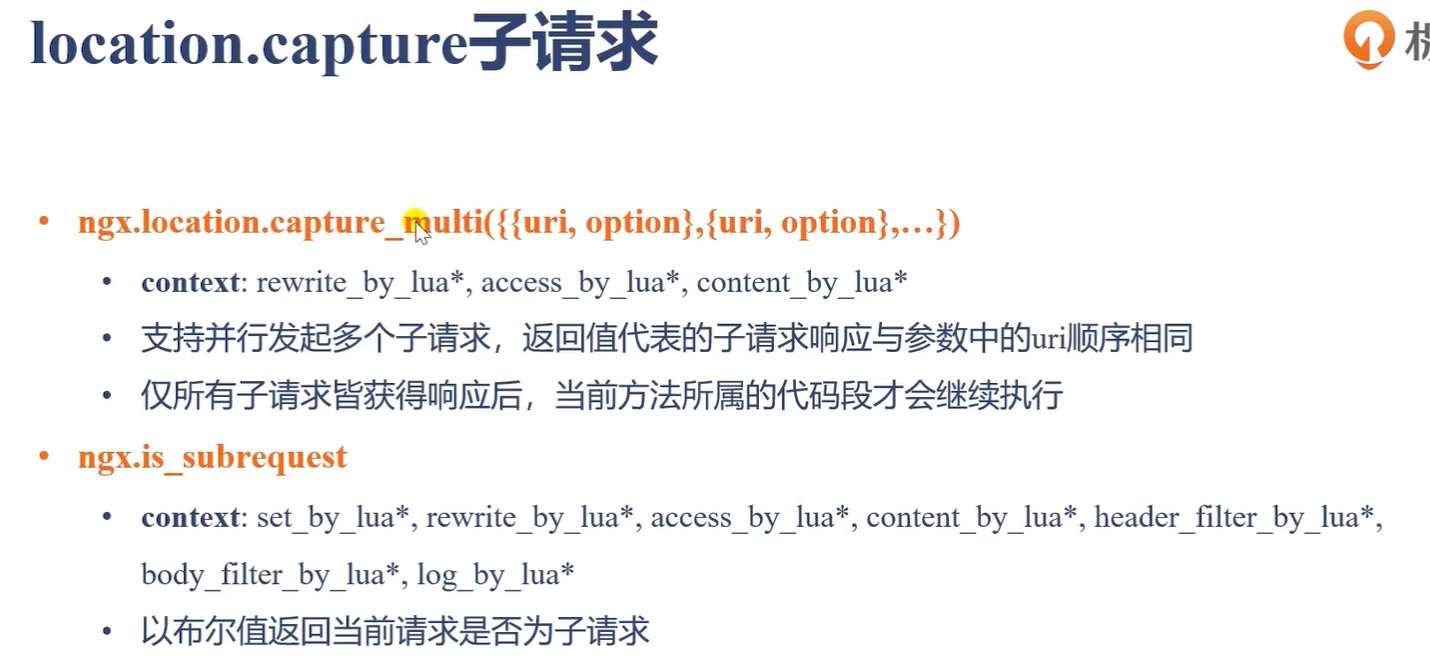 location.capture子请求
极
• ngx.location.capture_multi({{uri, option},{uri, option},…})
• context: rewrite_by_lua*, access_by_lua*, content_by_lua*
• 支持并行发起多个子请求，返回值代表的子请求响应与参数中的uri顺序相同
• 仅所有子请求皆获得响应后，当前方法所属的代码段才会继续执行
• ngx.is_subrequest
• context: set_by_lua*, rewrite_by_lua*, access_by_lua*, content_by_lua*, header_filter_by_lua*,
body_filter_by_lua*, log_by_lua*
• 以布尔值返回当前请求是否为子请求